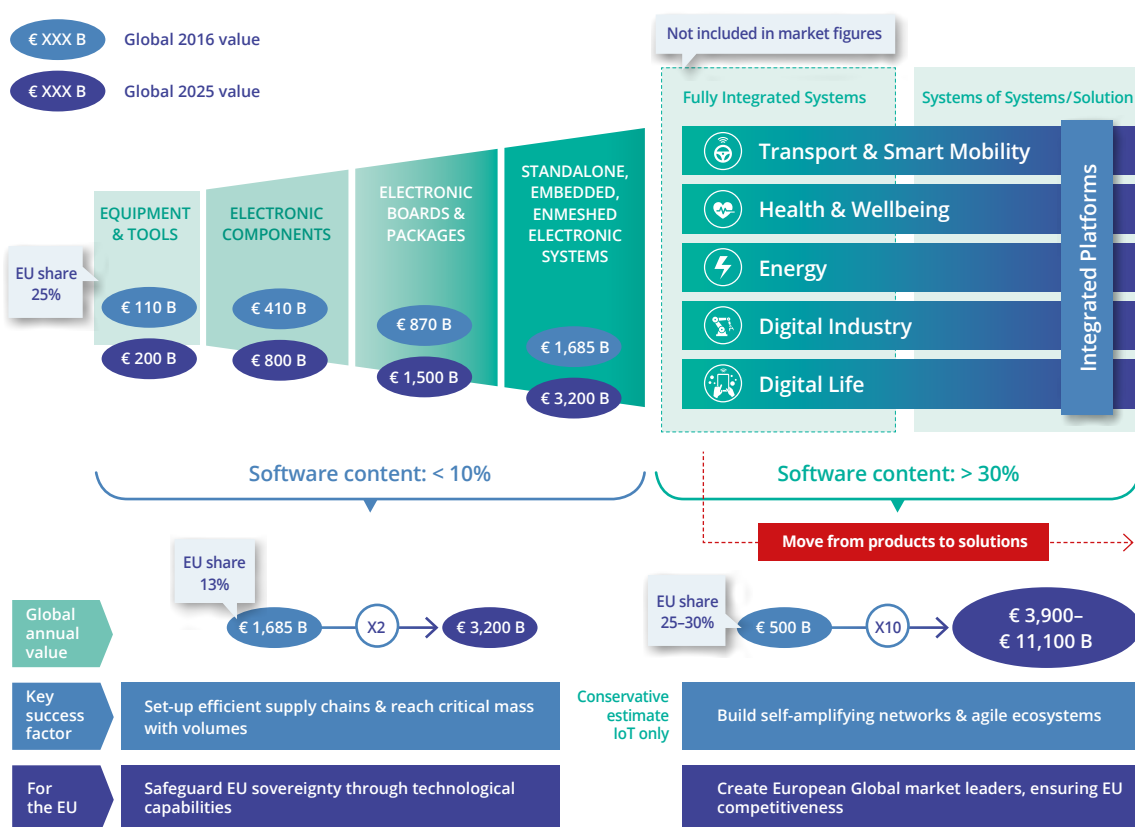 € XXX B
Global 2016 value
€ XXX B
Global 2025 value
Not included in market figures
Fully Integrated Systems
Systems of Systems/Solution
EQUIPMENT
& TOOLS
ELECTRONIC
COMPONENTS
ELECTRONIC
BOARDS &
PACKAGES
STANDALONE,
EMBEDDED,
ENMESHED
ELECTRONIC
SYSTEMS
EU share
25%
€ 110 B
€ 200 B
€ 410 B
€ 800 B
€ 870 B
€ 1,500 B
€ 1,685 B
€ 3,200 B
Transport & Smart Mobility
Health & Wellbeing
Energy
Digital Industry
Digital Life
Integrated Platforms
Software content: < 10%
Software content: > 30%
Move from products to solutions
Global
annual
value
EU share
13%
€ 1,685 B
X2
€ 3,200 B
EU share
25–30%
€ 500 B
X10
€ 3,900–
€ 11,100 B
Key
success
factor
Set-up efficient supply chains & reach critical mass
with volumes
Conservative
estimate
IoT only
Build self-amplifying networks & agile ecosystems
For
the EU
Safeguard EU sovereignty through technological
capabilities
Create European Global market leaders, ensuring EU
competitiveness